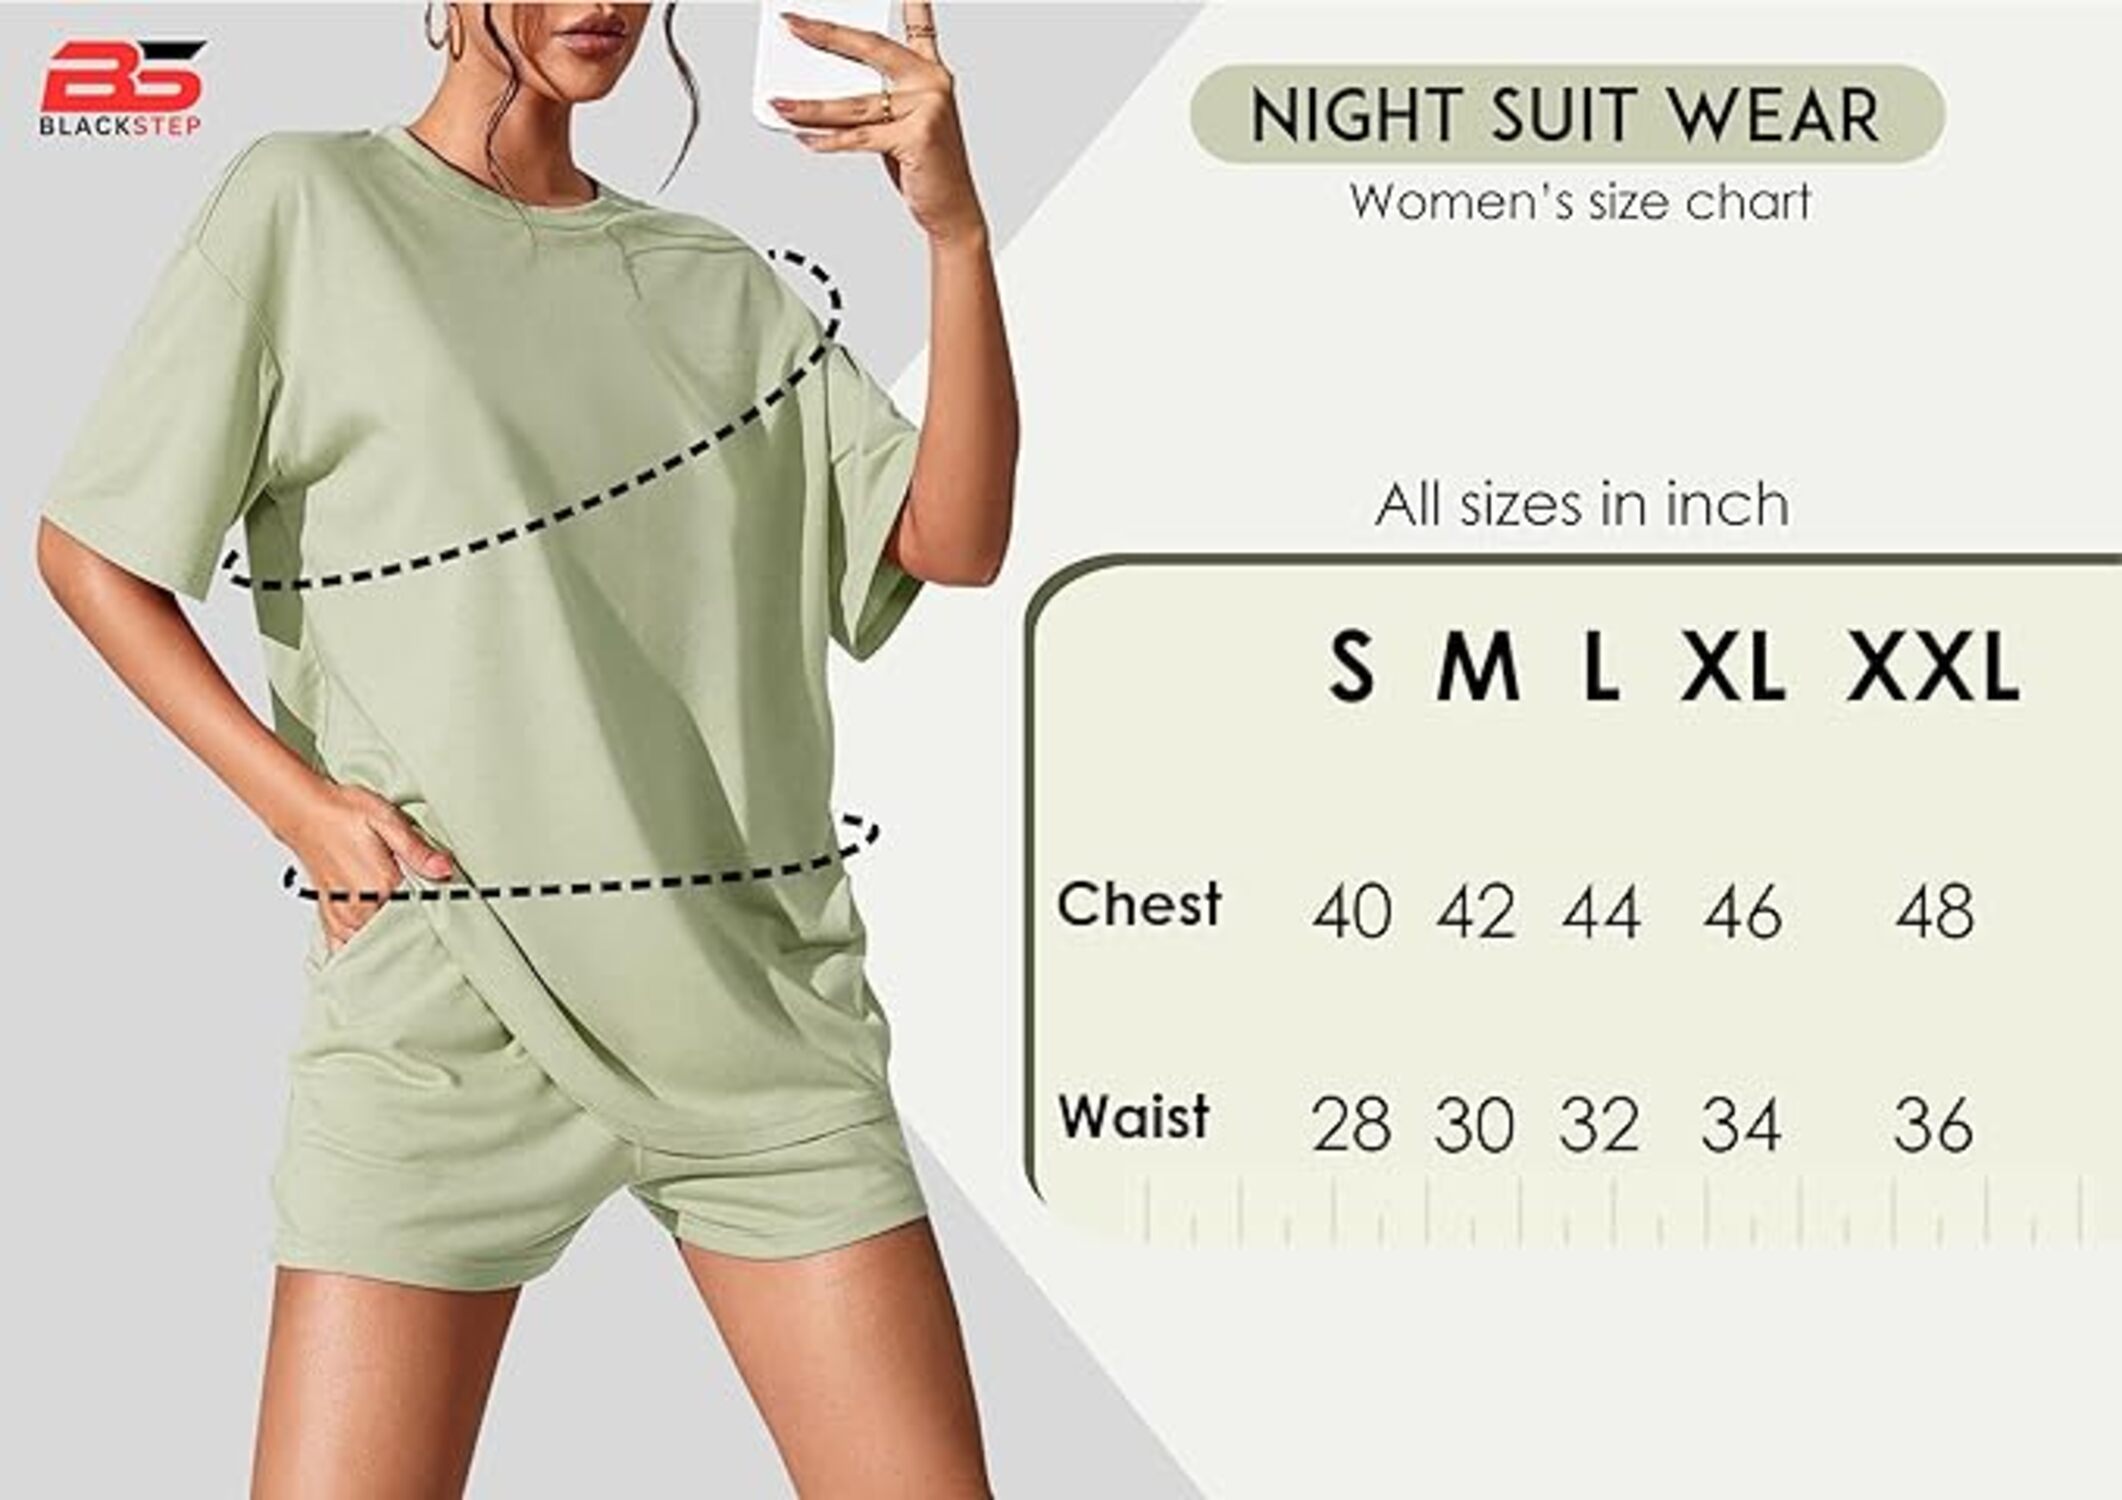 BS
BLACKSTEP
NIGHT SUIT WEAR
Women's size chart
All sizes in inch
S M L XL XXL
Chest 40 42 44 46 48
Waist 28 30 32 34 36